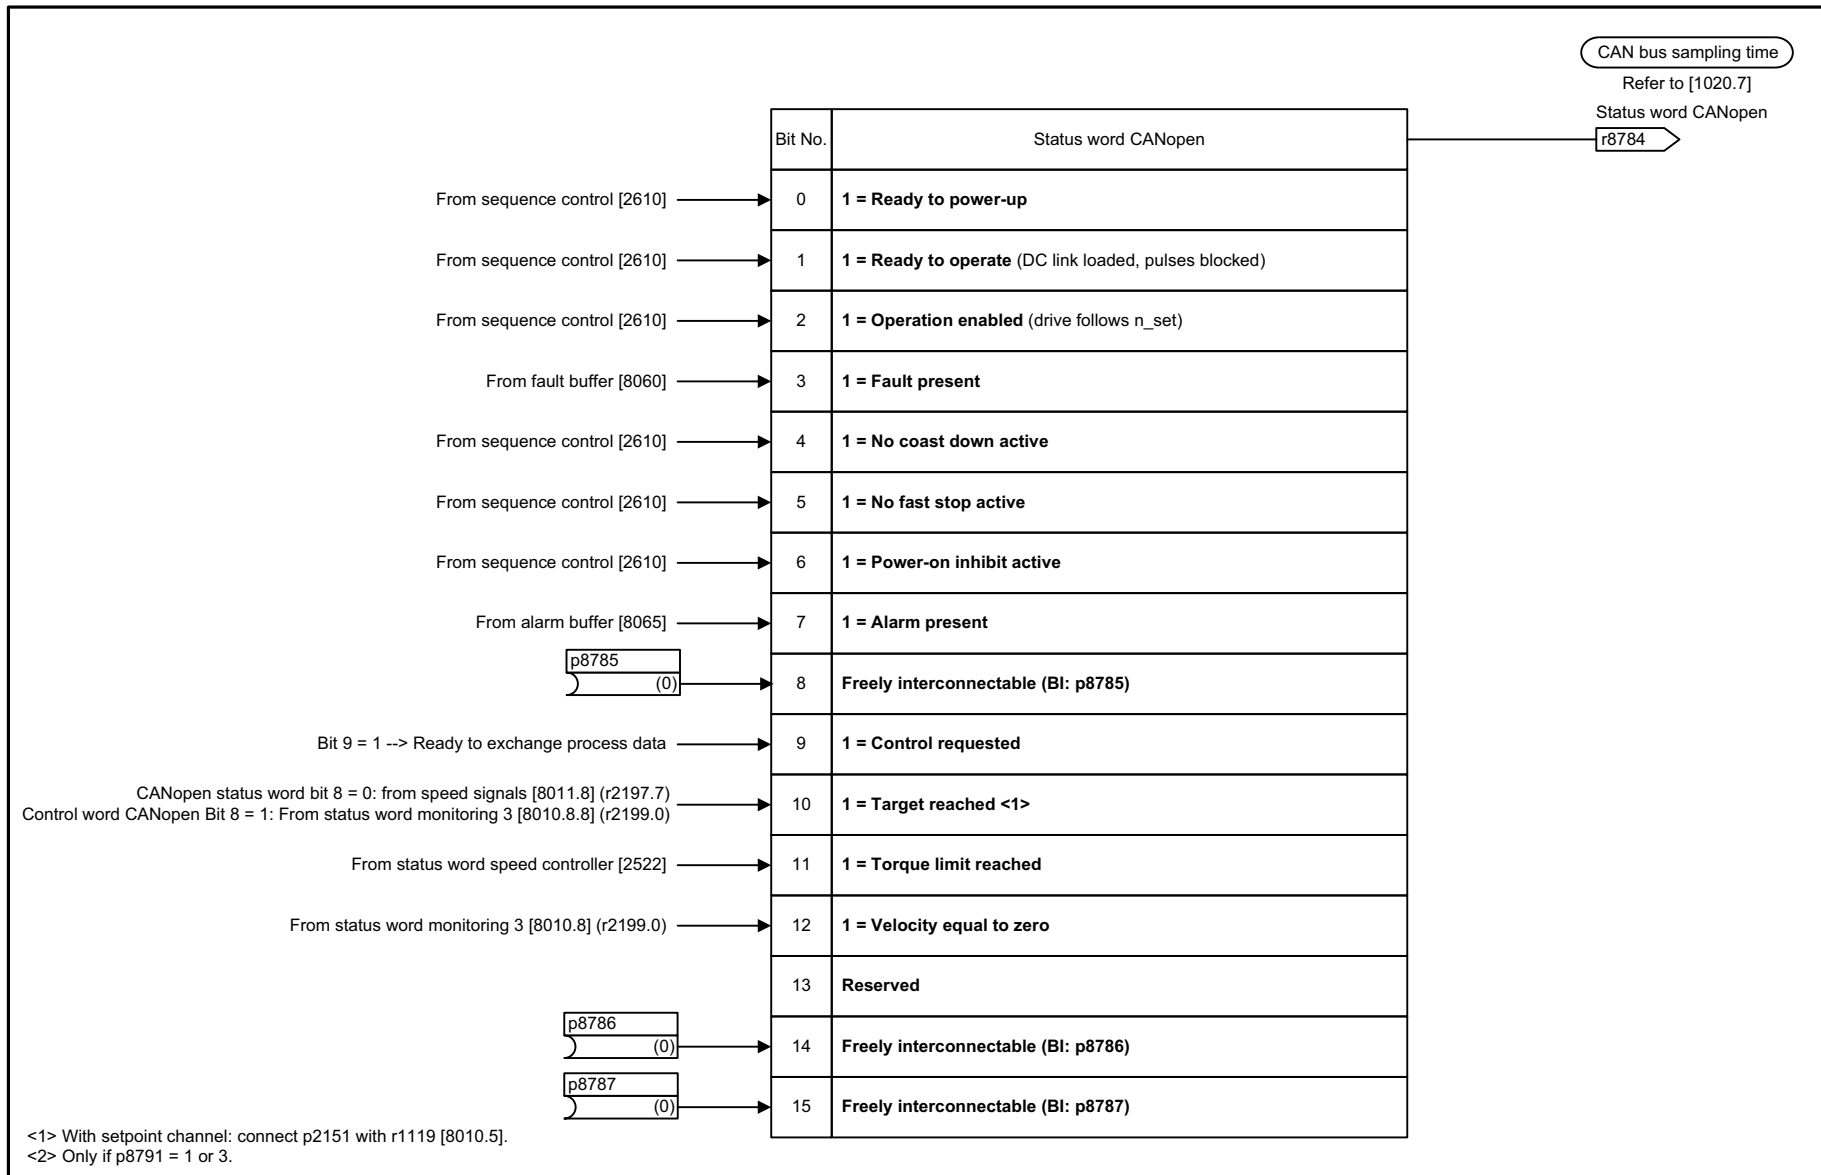 CAN bus sampling time
Refer to [1020.7]
Status word CANopen
r8784
Bit No. Status word CANopen
From sequence control [2610] 0 1 = Ready to power-up
From sequence control [2610] 1 1 = Ready to operate (DC link loaded, pulses blocked)
From sequence control [2610] 2 1 = Operation enabled (drive follows n_set)
From fault buffer [8060] 3 1 = Fault present
From sequence control [2610] 4 1 = No coast down active
From sequence control [2610] 5 1 = No fast stop active
From sequence control [2610] 6 1 = Power-on inhibit active
From alarm buffer [8065] 7 1 = Alarm present
p8785
(0) 8 Freely interconnectable (BI: p8785)
Bit 9 = 1 --> Ready to exchange process data 9 1 = Control requested
CANopen status word bit 8 = 0: from speed signals [8011.8] (r2197.7)
Control word CANopen Bit 8 = 1: From status word monitoring 3 [8010.8.8] (r2199.0)
10 1 = Target reached <1>
From status word speed controller [2522] 11 1 = Torque limit reached
From status word monitoring 3 [8010.8] (r2199.0) 12 1 = Velocity equal to zero
13 Reserved
p8786
(0) 14 Freely interconnectable (BI: p8786)
p8787
(0) 15 Freely interconnectable (BI: p8787)
<1> With setpoint channel: connect p2151 with r1119 [8010.5].
<2> Only if p8791 = 1 or 3.